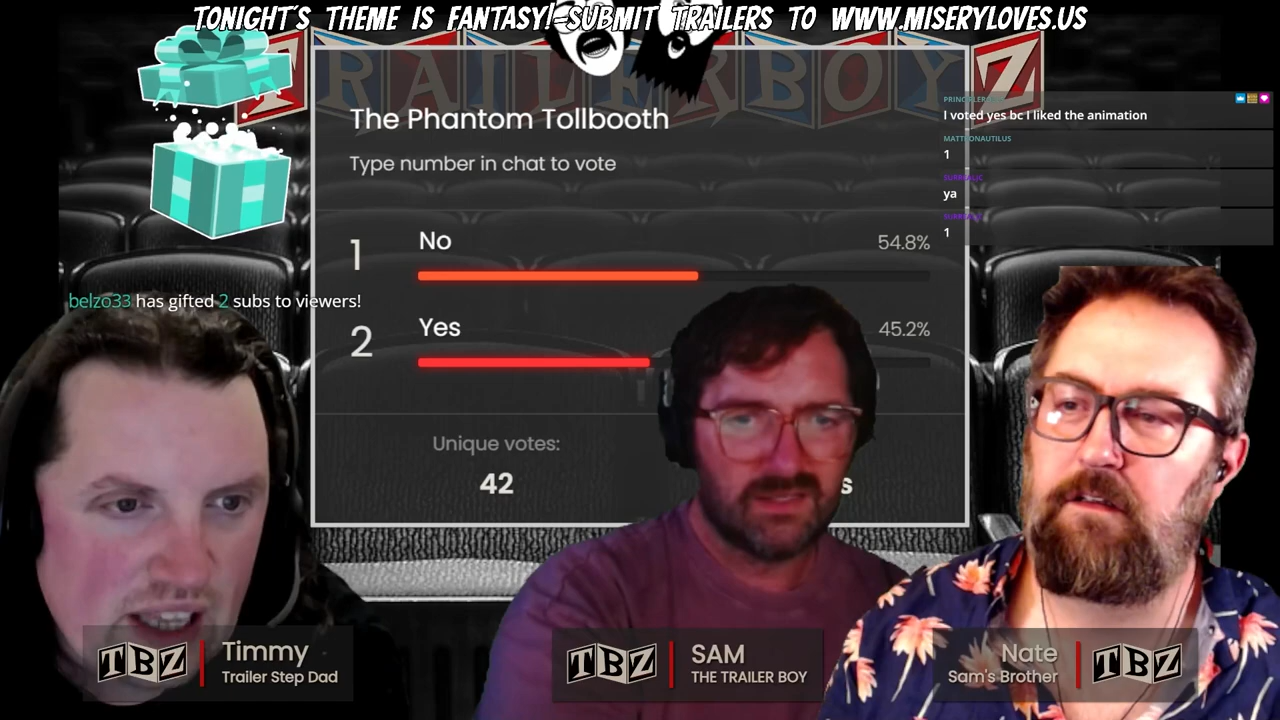 TONIGHT'S THEME IS FANTASY!-SUBMIT TRAILERS TO WWW.MISERYLOVES.US
TRAILERBOYZ
The Phantom Tollbooth
Type number in chat to vote
1 No 54.8%
2 Yes 45.2%
Unique votes:
42
s
belzo33 has gifted 2 subs to viewers!
I voted yes bc I liked the animation
1
ya
1
TBZ
Timmy
Trailer Step Dad
TBZ
SAM
THE TRAILER BOY
Nate
Sam's Brother
TBZ